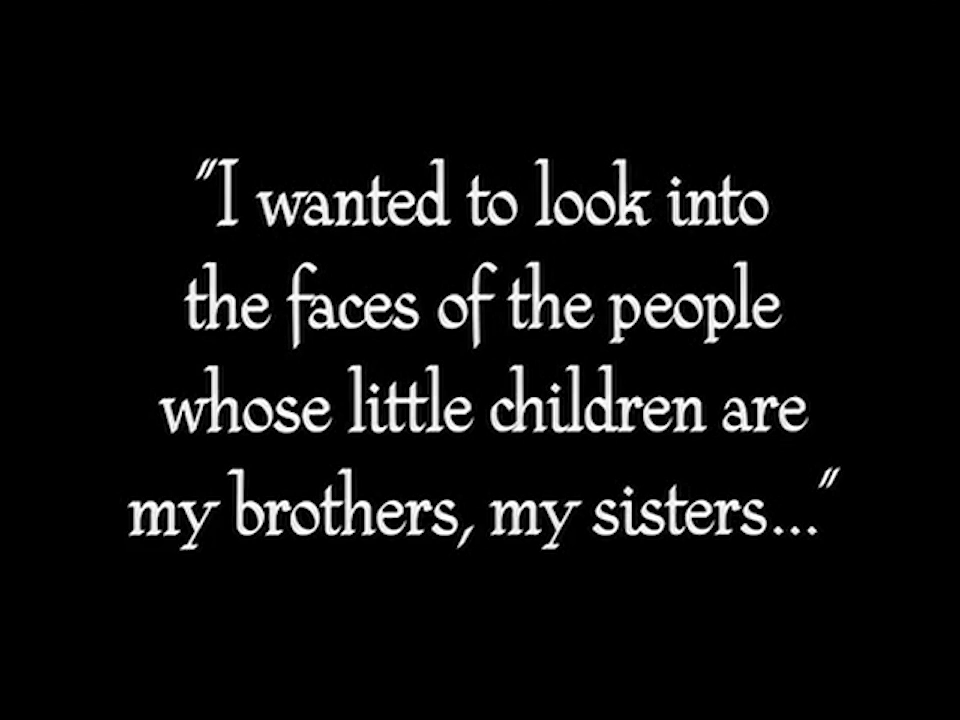 "I wanted to look into
the faces of the people
whose little children are
my brothers, my sisters..."